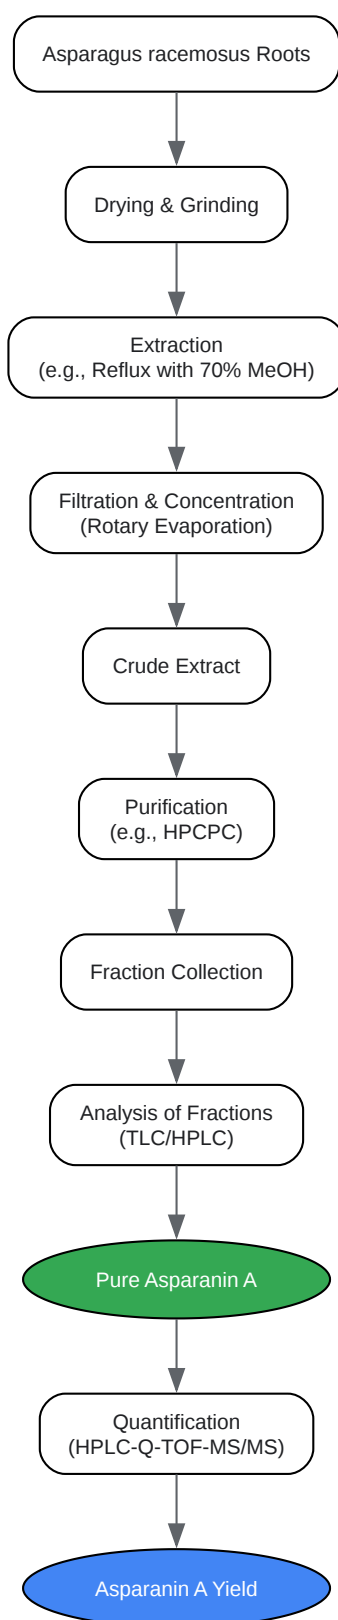 Asparagus racemosus Roots
Drying & Grinding
Extraction
(e.g., Reflux with 70% MeOH)
Filtration & Concentration
(Rotary Evaporation)
Crude Extract
Purification
(e.g., HPCPC)
Fraction Collection
Analysis of Fractions
(TLC/HPLC)
Pure Asparanin A
Quantification
(HPLC-Q-TOF-MS/MS)
Asparanin A Yield